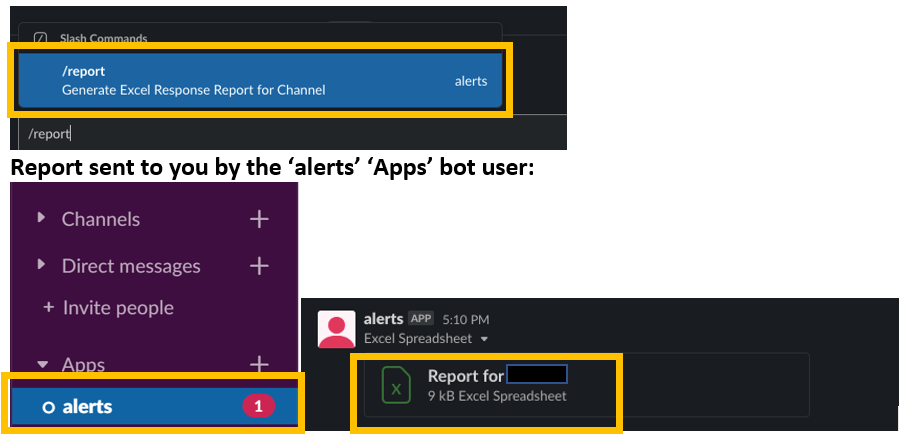 Slash Commands
/report
Generate Excel Response Report for Channel
alerts
/report
Report sent to you by the ‘alerts’ ‘Apps’ bot user:
Channels +
Direct messages +
+ Invite people
Apps +
alerts 1
alerts APP 5:10 PM
Excel Spreadsheet
X
Report for
9 kB Excel Spreadsheet